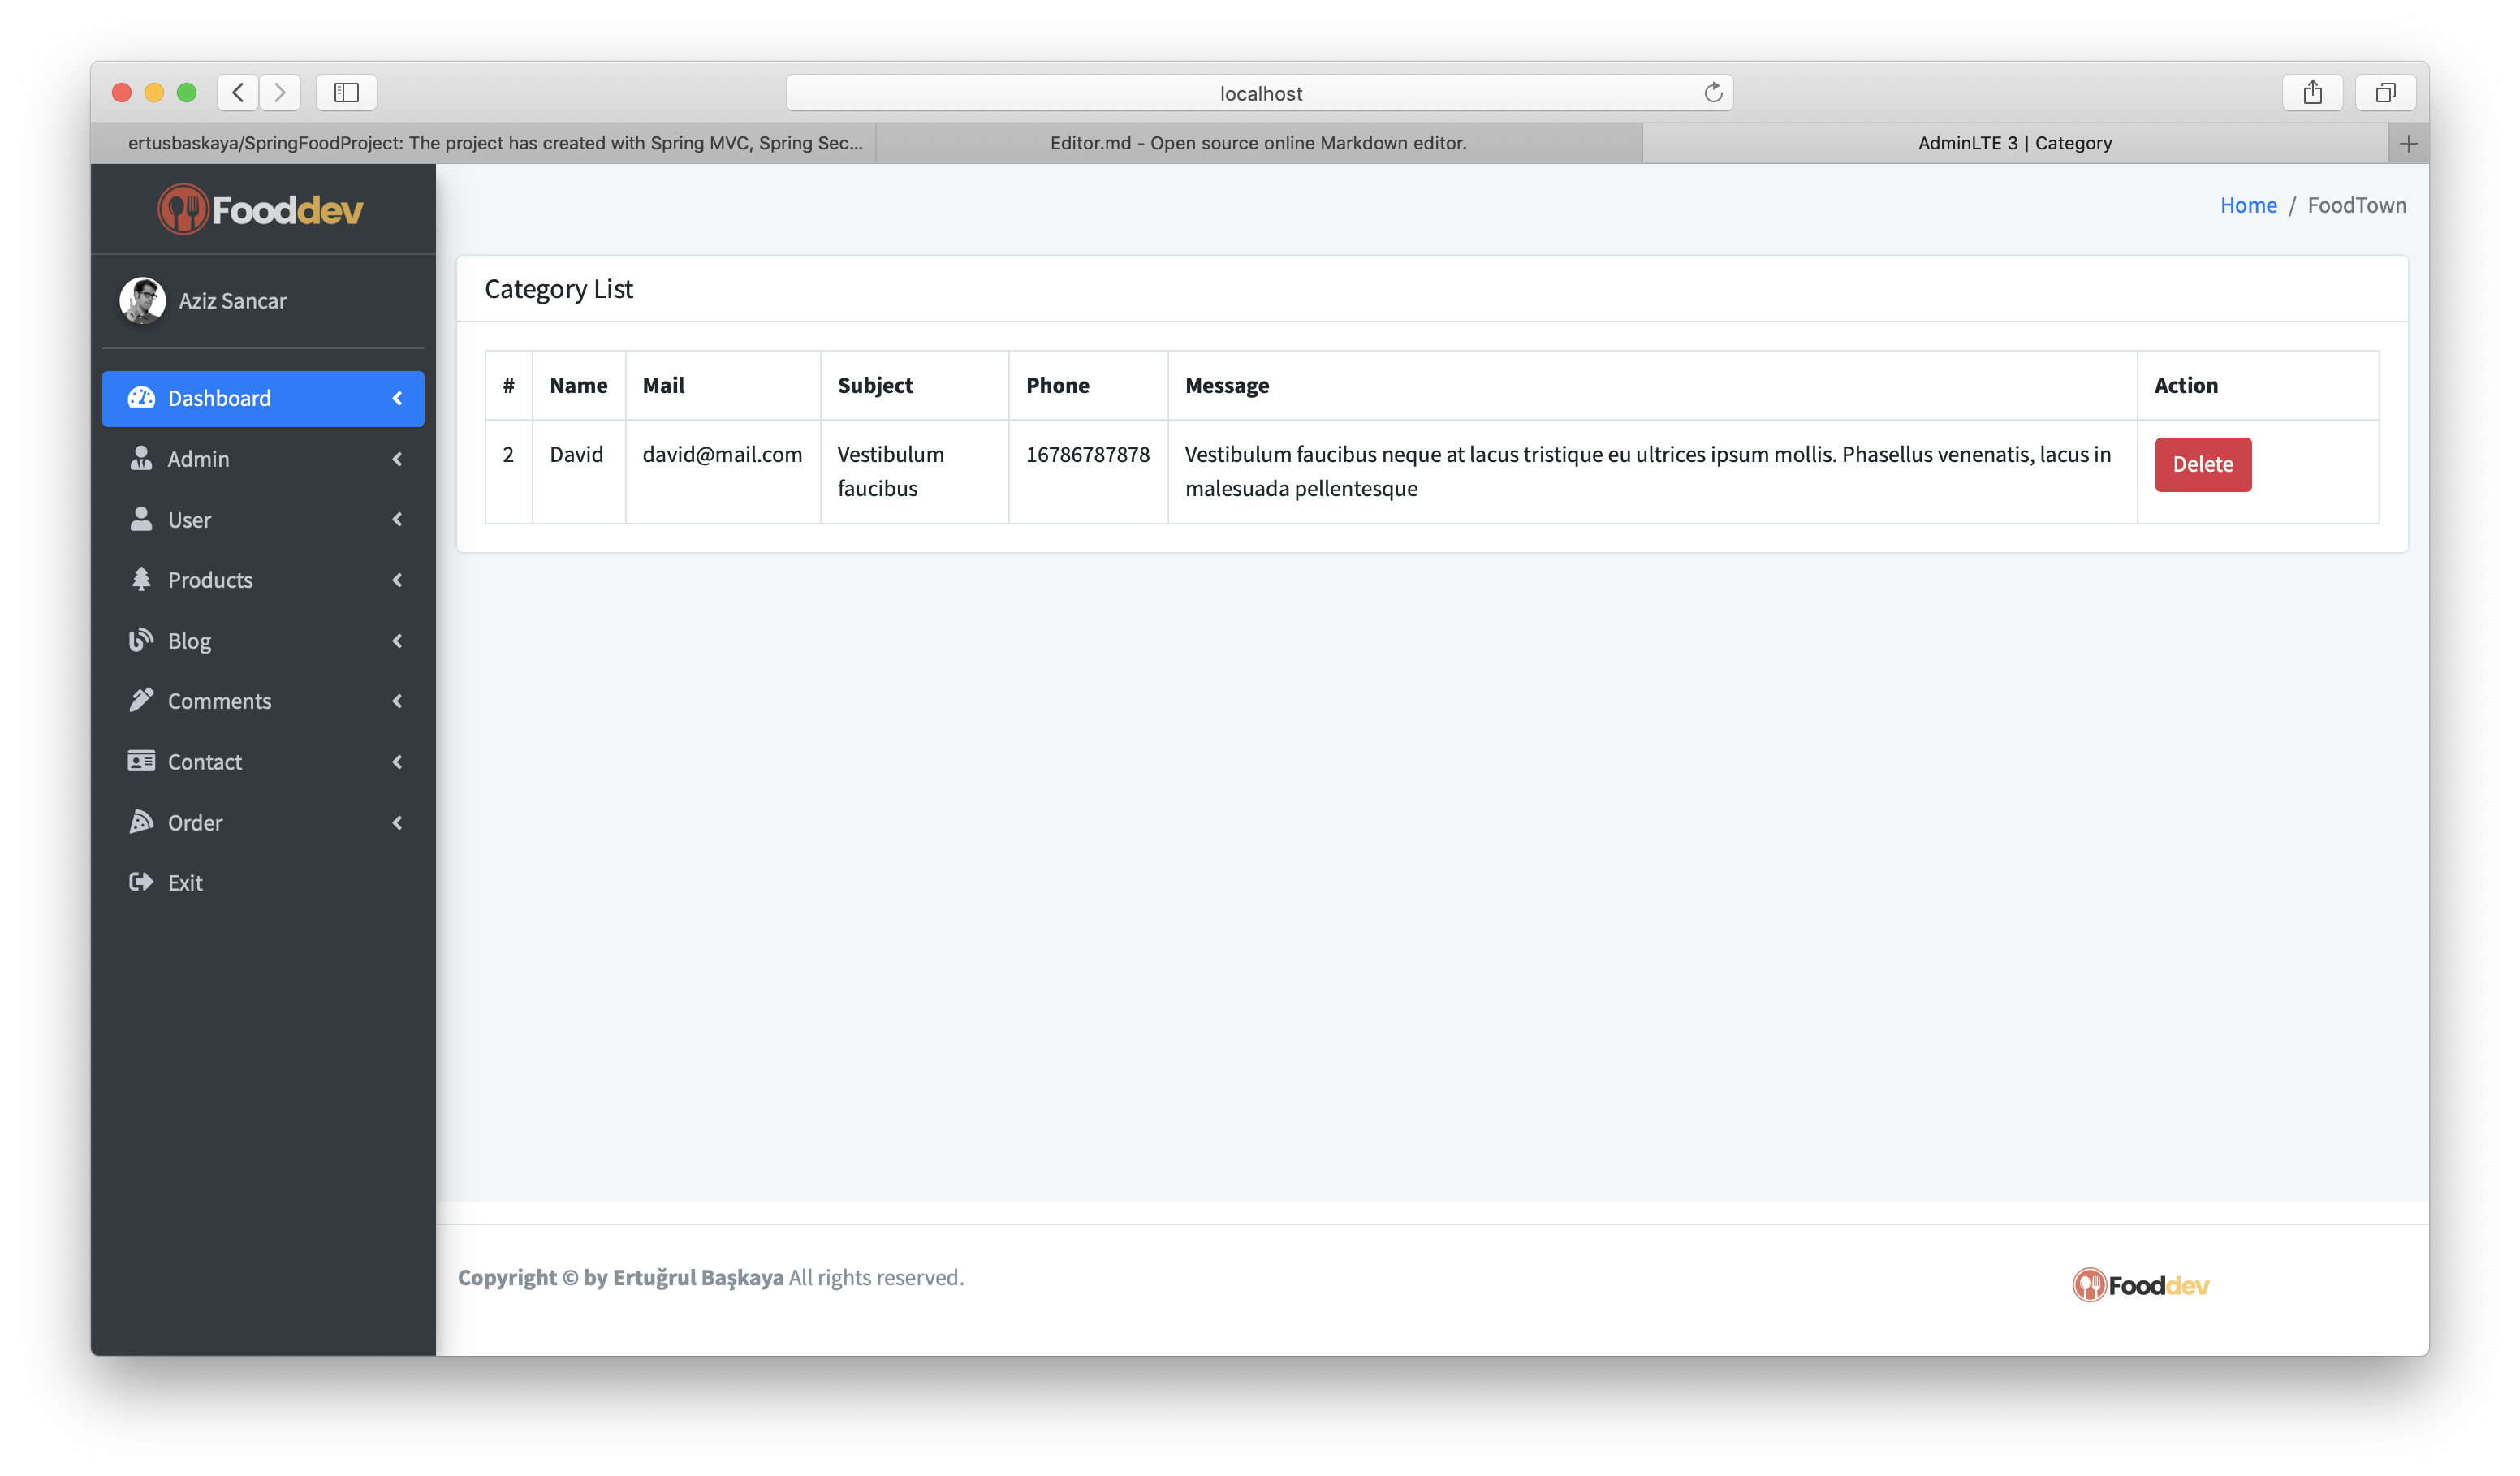 localhost
ertusbaskaya/SpringFoodProject: The project has created with Spring MVC, Spring Sec...
Editor.md - Open source online Markdown editor.
AdminLTE 3 | Category
Fooddev
Home / FoodTown
Aziz Sancar
Dashboard
Admin
User
Products
Blog
Comments
Contact
Order
Exit
Category List
# Name Mail Subject Phone Message Action
2 David david@mail.com Vestibulum 16786787878 Vestibulum faucibus neque at lacus tristique eu ultrices ipsum mollis. Phasellus venenatis, lacus in Delete
faucibus malesuada pellentesque
Copyright © by Ertuğrul Başkaya All rights reserved.
Fooddev